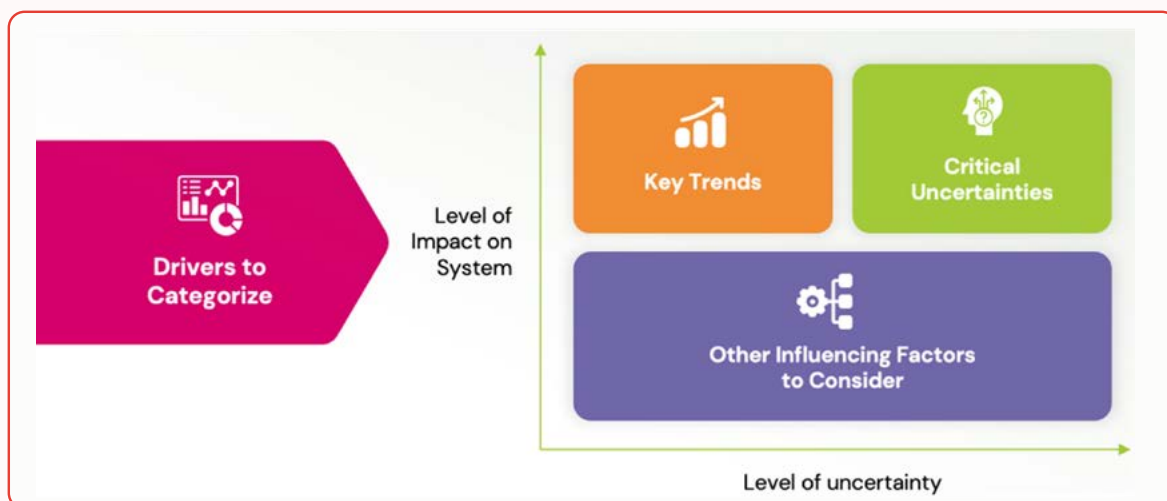 Drivers to
Categorize
Level of
Impact on
System
Key Trends
Critical
Uncertainties
?
Other Influencing Factors
to Consider
Level of uncertainty